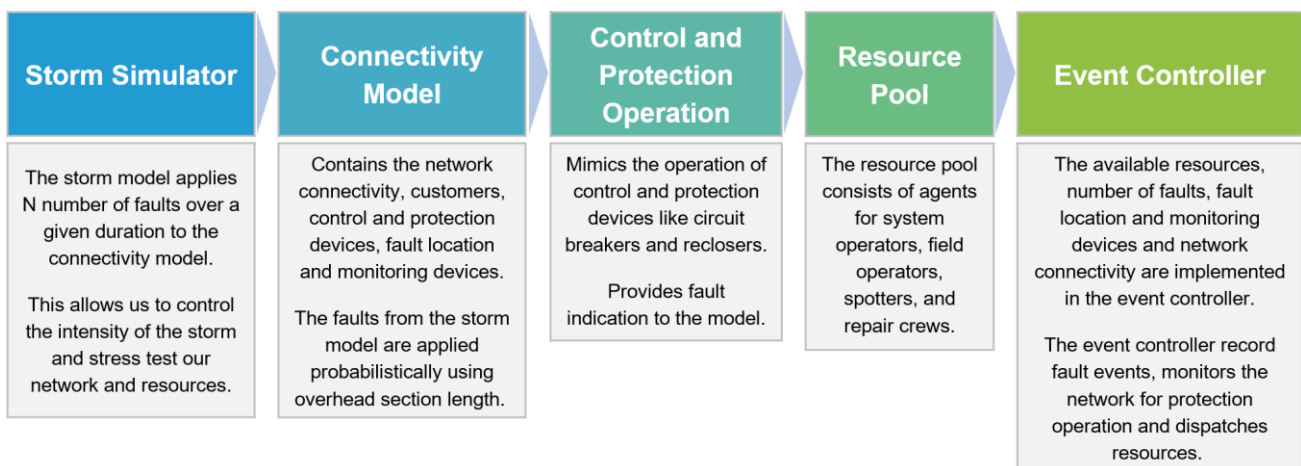 Storm Simulator
The storm model applies
N number of faults over a
given duration to the
connectivity model.
This allows us to control
the intensity of the storm
and stress test our
network and resources.
Connectivity
Model
Contains the network
connectivity, customers,
control and protection
devices, fault location
and monitoring devices.
The faults from the storm
model are applied
probabilistically using
overhead section length.
Control and
Protection
Operation
Mimics the operation of
control and protection
devices like circuit
breakers and reclosers.
Provides fault
indication to the model.
Resource
Pool
The resource pool
consists of agents
for system
operators, field
operators,
spotters, and
repair crews.
Event Controller
The available resources,
number of faults, fault
location and monitoring
devices and network
connectivity are implemented
in the event controller.
The event controller record
fault events, monitors the
network for protection
operation and dispatches
resources.